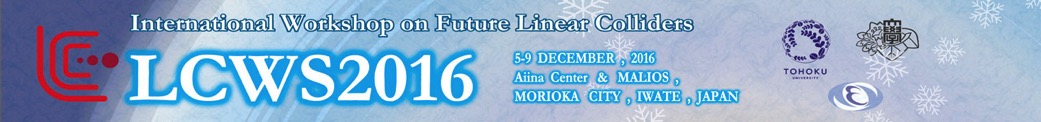 International Workshop on Future Linear Colliders
LCWS2016
5-9 DECEMBER , 2016
Aiina Center & MALIOS ,
MORIOKA CITY , IWATE , JAPAN
TOHOKU
UNIVERSITY